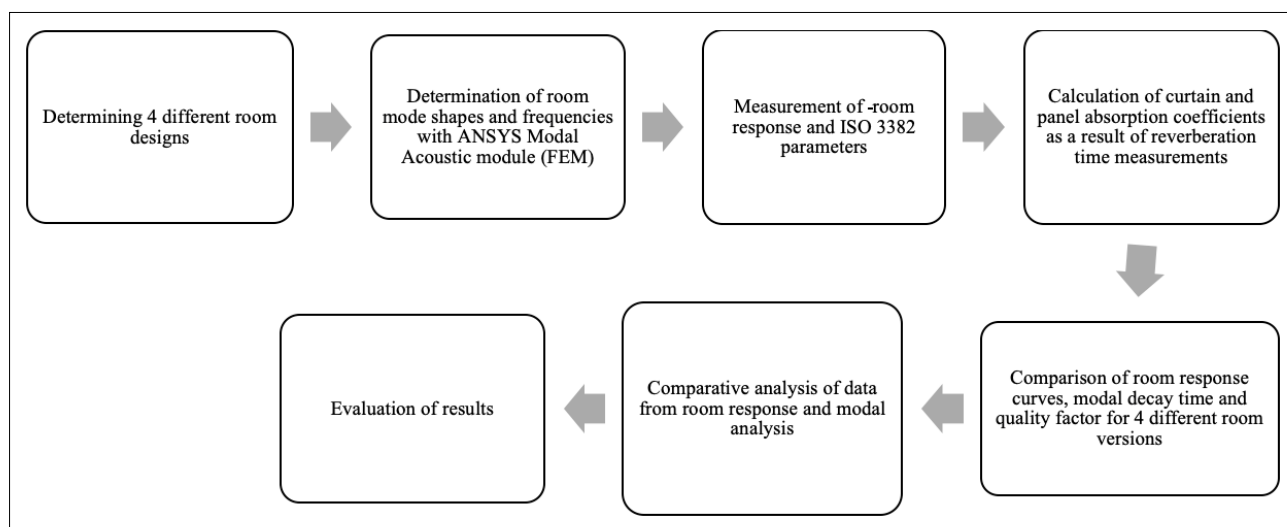 Determining 4 different room
designs
Determination of room
mode shapes and frequencies
with ANSYS Modal
Acoustic module (FEM)
Measurement of -room
response and ISO 3382
parameters
Calculation of curtain and
panel absorption coefficients
as a result of reverberation
time measurements
Comparison of room response
curves, modal decay time and
quality factor for 4 different room
versions
Comparative analysis of data
from room response and modal
analysis
Evaluation of results